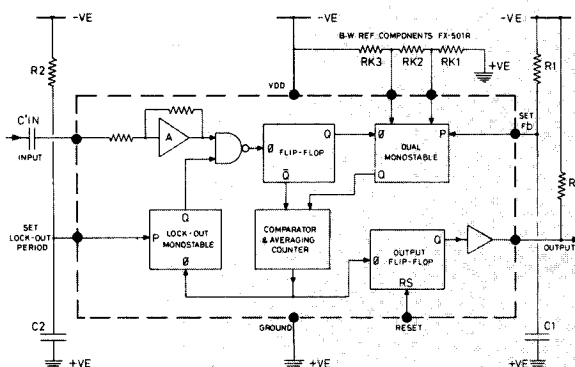 -VE
-VE
-VE
B-W REF. COMPONENTS FX-501R
R2
RK3
RK2
RK1
+VE
R1
VDD
C'IN
INPUT
A
Ø
FLIP-FLOP
Q
Q̄
Ø
P
DUAL
MONOSTABLE
Q
SET
Fb
R
SET
LOCK-OUT
PERIOD
P
Q
LOCK-OUT
MONOSTABLE
Ø
COMPARATOR
& AVERAGING
COUNTER
Ø
OUTPUT
FLIP-FLOP
Q
RS
OUTPUT
C2
GROUND
RESET
C1
+VE
+VE
+VE